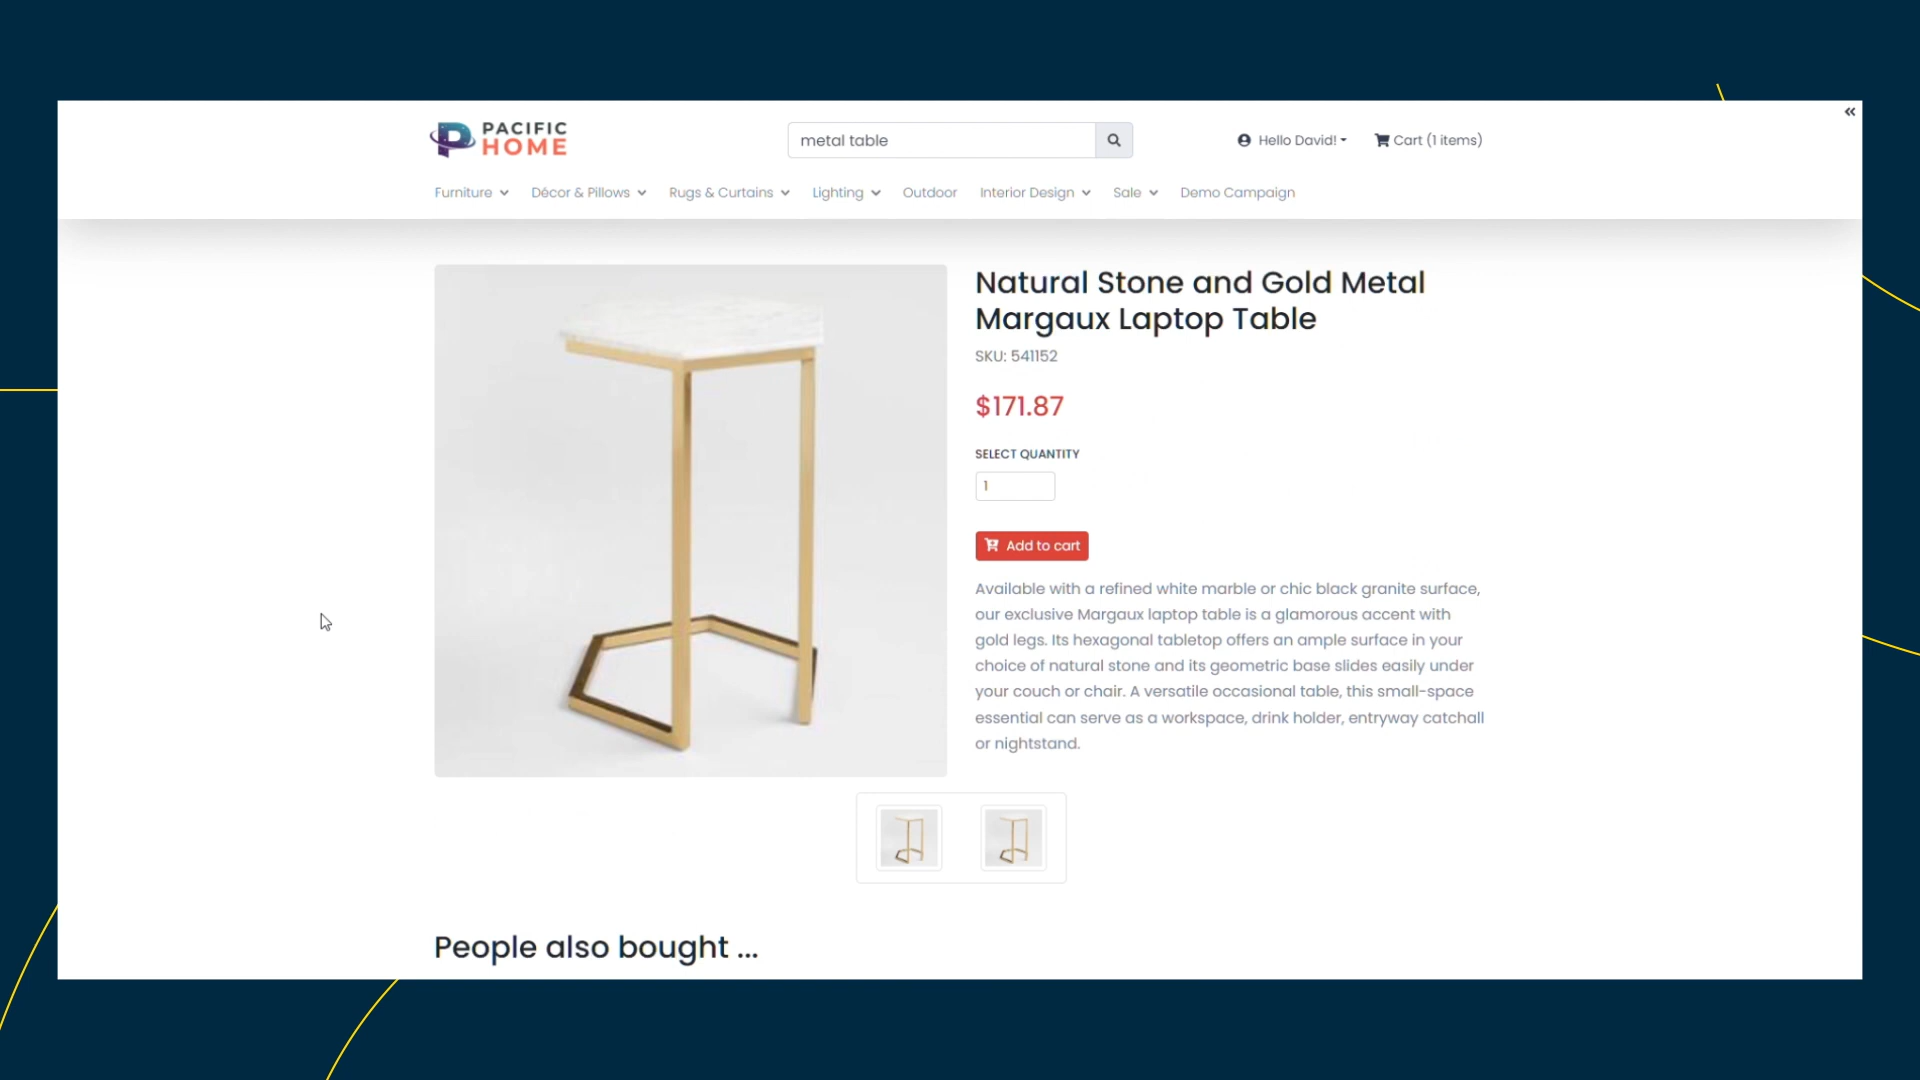 PACIFIC
HOME
metal table
Hello David!
Cart (1 items)
Furniture
Décor & Pillows
Rugs & Curtains
Lighting
Outdoor
Interior Design
Sale
Demo Campaign
Natural Stone and Gold Metal
Margaux Laptop Table
SKU: 541152
$171.87
SELECT QUANTITY
1
Add to cart
Available with a refined white marble or chic black granite surface,
our exclusive Margaux laptop table is a glamorous accent with
gold legs. Its hexagonal tabletop offers an ample surface in your
choice of natural stone and its geometric base slides easily under
your couch or chair. A versatile occasional table, this small-space
essential can serve as a workspace, drink holder, entryway catchall
or nightstand.
People also bought ...